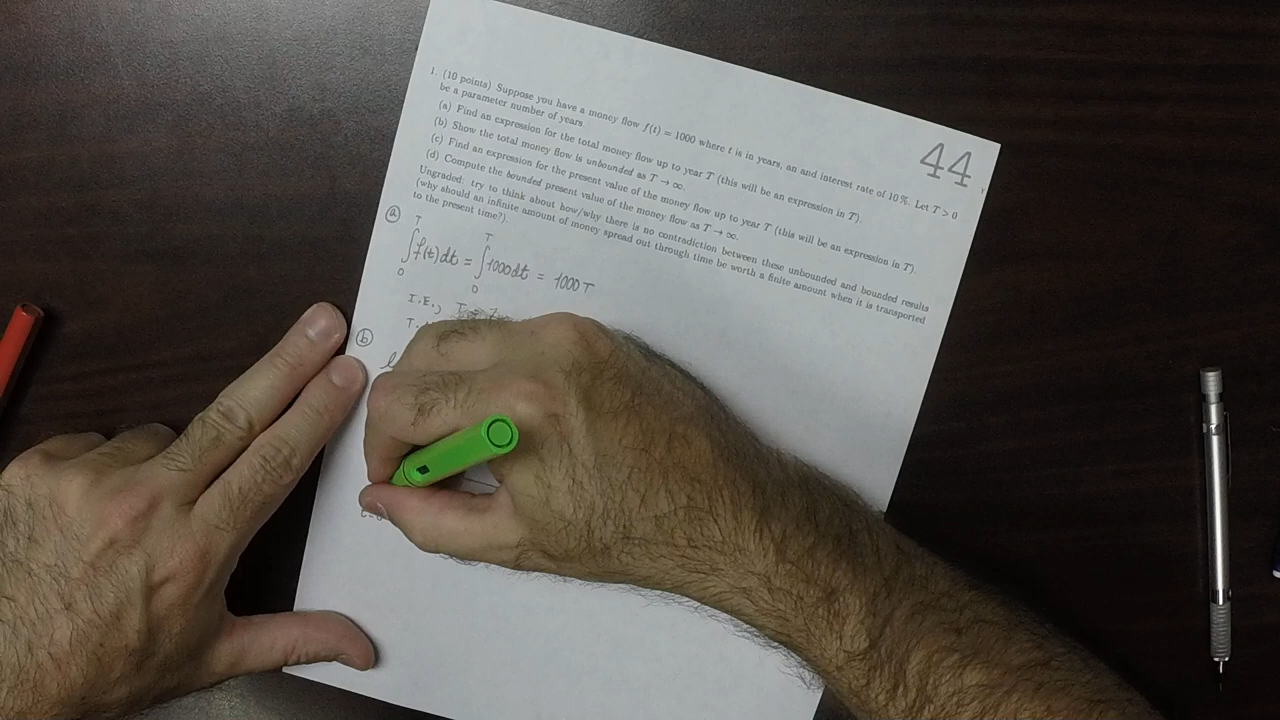 44
1. (10 points) Suppose you have a money flow f(t) = 1000 where t is in years, an and interest rate of 10%. Let T > 0
be a parameter number of years
(a) Find an expression for the total money flow up to year T (this will be an expression in T).
(b) Show the total money flow is unbounded as T → ∞.
(c) Find an expression for the present value of the money flow up to year T (this will be an expression in T).
(d) Compute the bounded present value of the money flow as T → ∞.
Ungraded: try to think about how/why there is no contradiction between these unbounded and bounded results
(why should an infinite amount of money spread out through time be worth a finite amount when it is transported
to the present time?).
(a)
∫₀ᵀ f(t)dt = ∫₀ᵀ 1000dt = 1000T
I.E.,
(b)